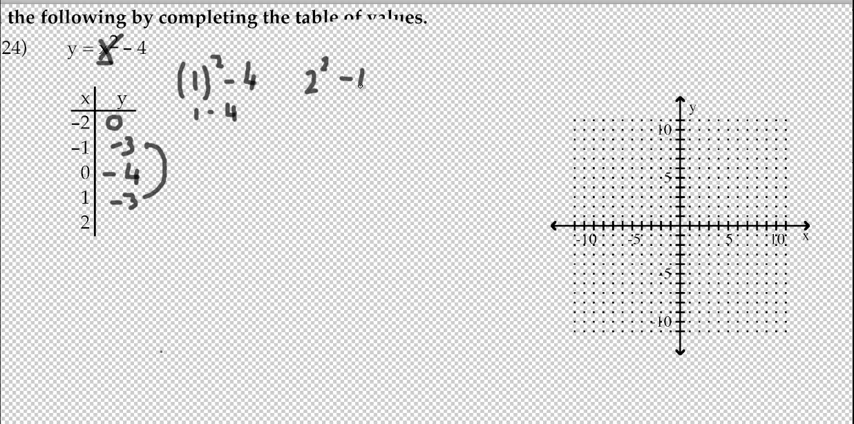 the following by completing the table of values.
24) y = x² – 4
(1)² - 4 2² - 1
1 - 4
x y
-2 0
-1 -3
0 -4
1 -3
2
y
10
5
-10 -5 5 10 x
-5
-10